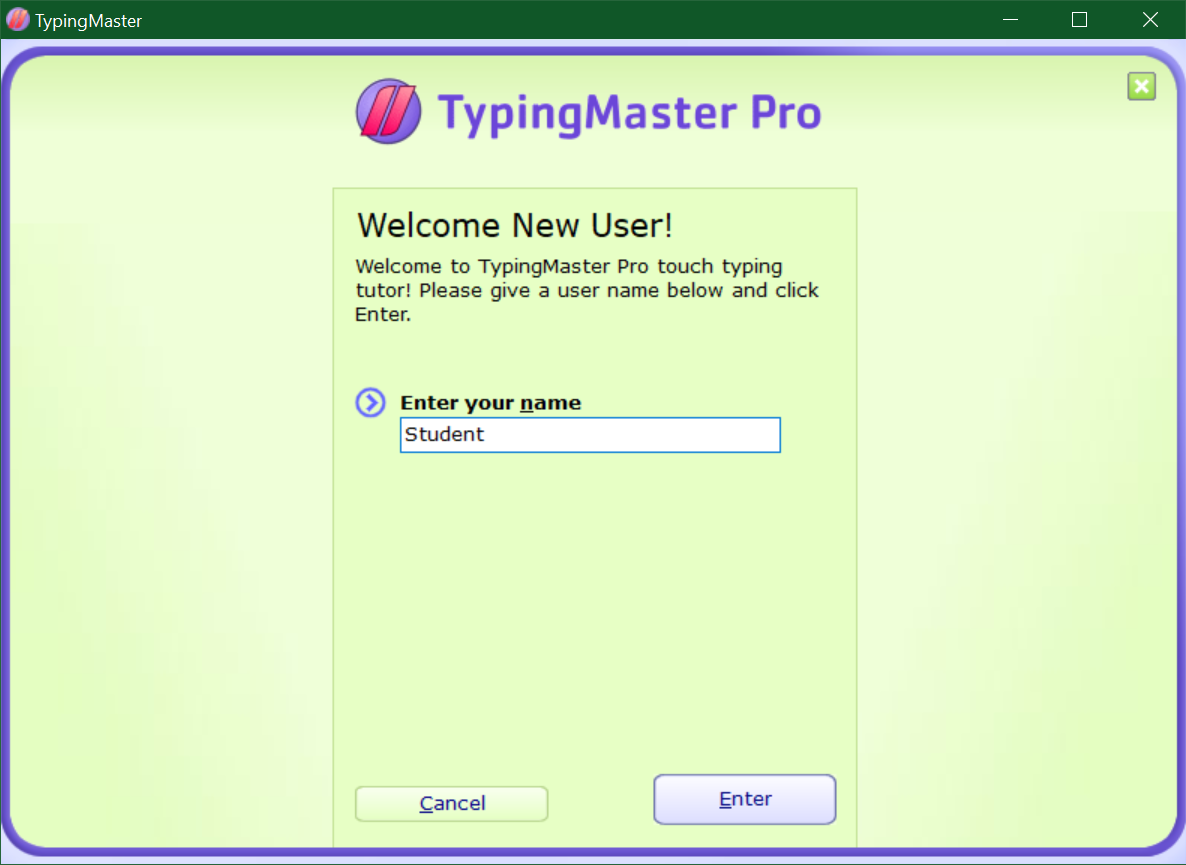 TypingMaster
TypingMaster Pro
Welcome New User!
Welcome to TypingMaster Pro touch typing
tutor! Please give a user name below and click
Enter.
Enter your name
Student
Cancel
Enter